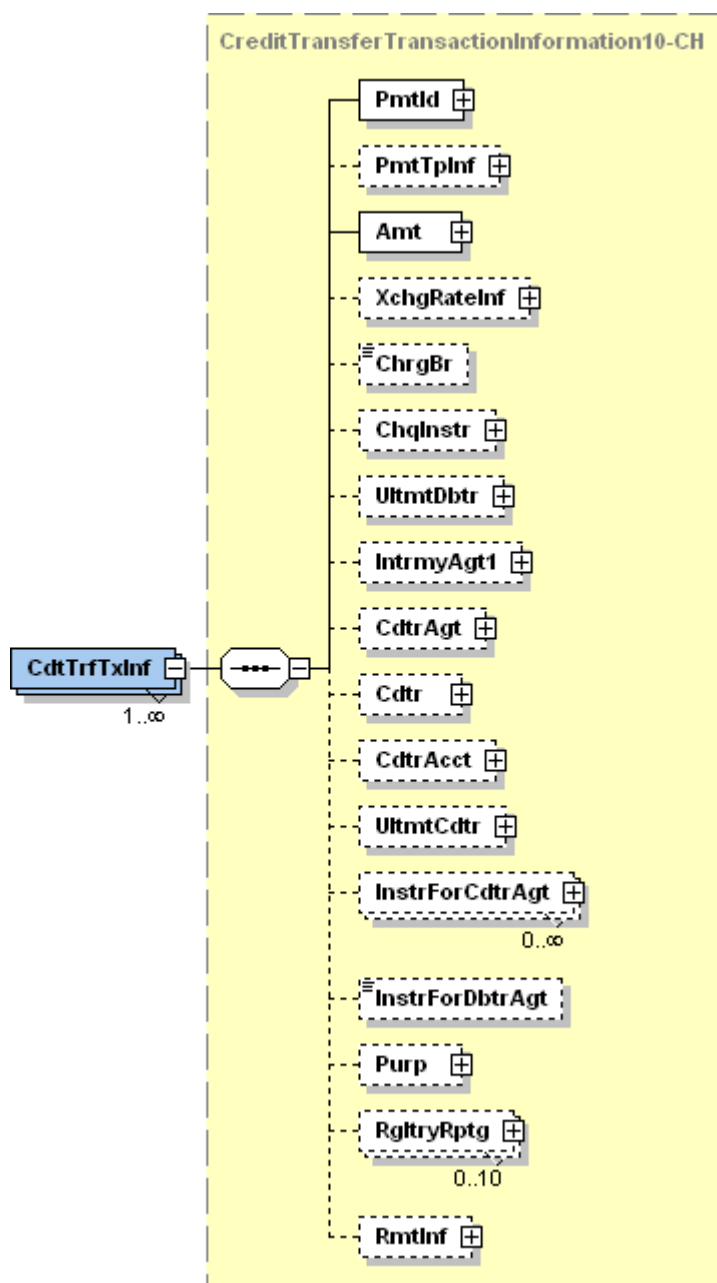 CreditTransferTransactionInformation10-CH
PmtId
PmtTpInf
Amt
XchgRateInf
ChrgBr
ChqInstr
UltmtDbtr
IntrmyAgt1
CdtrAgt
CdtTrfTxInf
1..∞
Cdtr
CdtrAcct
UltmtCdtr
InstrForCdtrAgt
0..∞
InstrForDbtrAgt
Purp
RgltryRptg
0..10
RmtInf